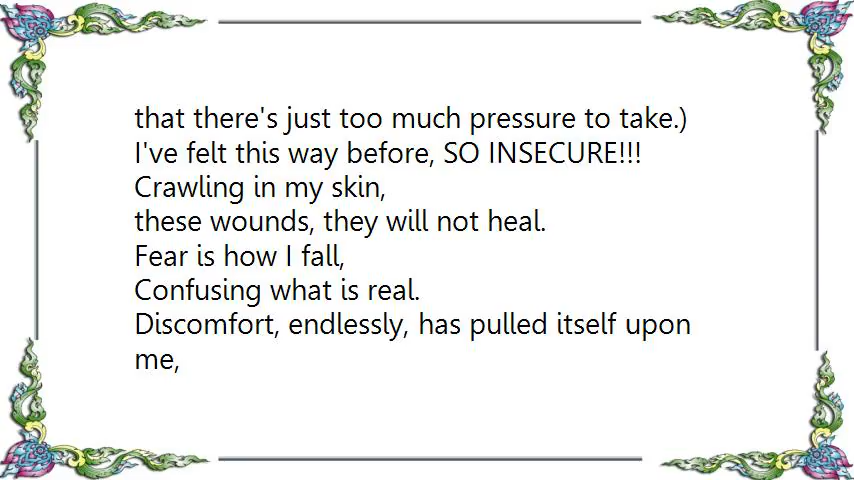 that there's just too much pressure to take.)
I've felt this way before, SO INSECURE!!!
Crawling in my skin,
these wounds, they will not heal.
Fear is how I fall,
Confusing what is real.
Discomfort, endlessly, has pulled itself upon
me,